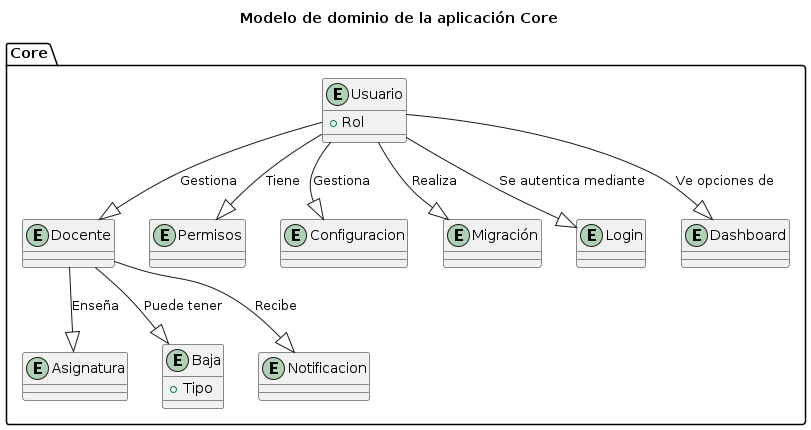 Modelo de dominio de la aplicación Core
Core
E Usuario
Rol
Gestiona
Tiene
Gestiona
Realiza
Se autentica mediante
Ve opciones de
E Docente
E Permisos
E Configuracion
E Migración
E Login
E Dashboard
Enseña
Puede tener
Recibe
E Asignatura
E Baja
Tipo
E Notificacion